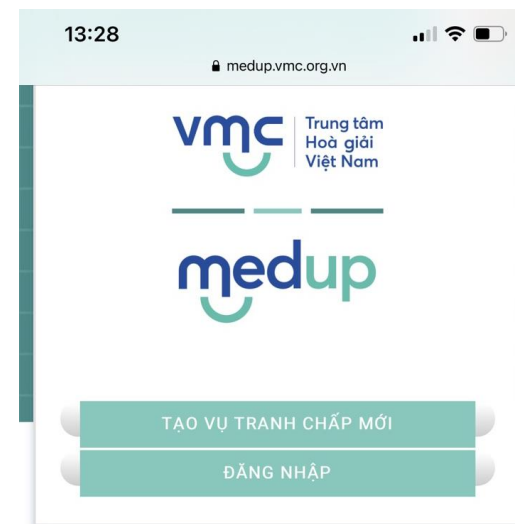 13:28
medup.vmc.org.vn
vmc
Trung tâm
Hoà giải
Việt Nam
medup
TẠO VỤ TRANH CHẤP MỚI
ĐĂNG NHẬP